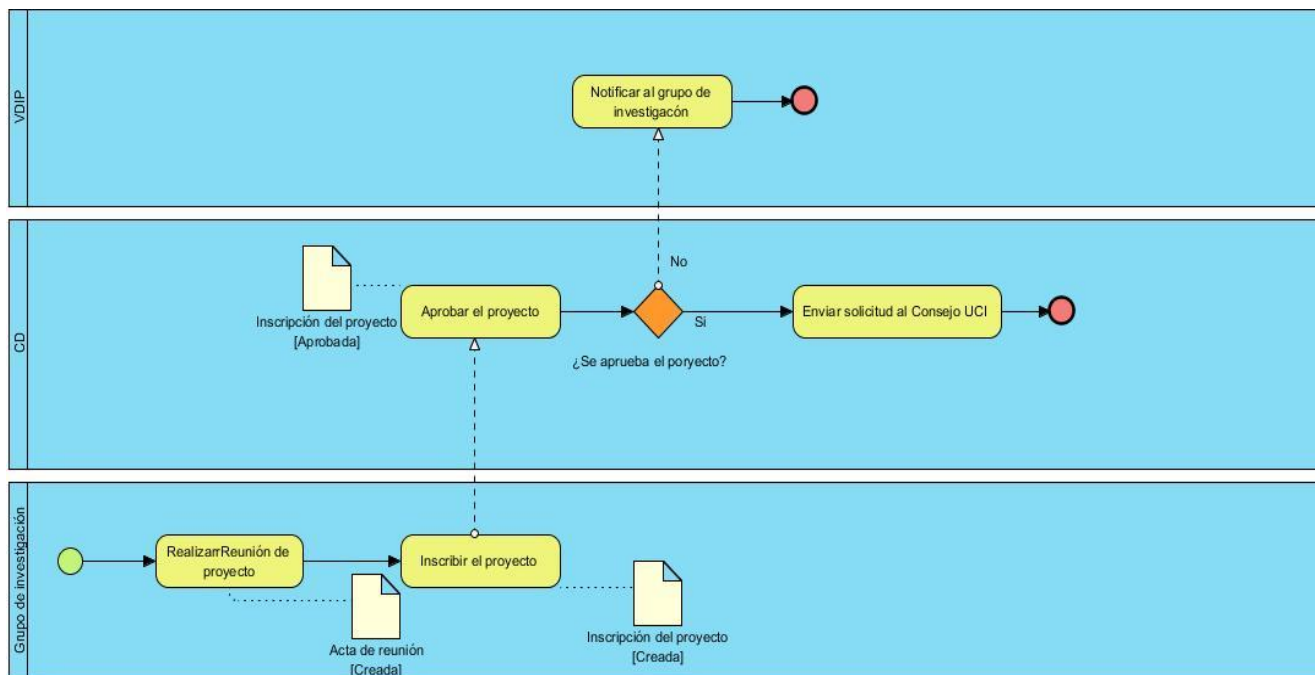 VDIP
Notificar al grupo de
investigacón
CD
Inscripción del proyecto
[Aprobada]
Aprobar el proyecto
No
Si
¿Se aprueba el poryecto?
Enviar solicitud al Consejo UCI
Grupo de investigación
RealizarrReunión de
proyecto
Inscribir el proyecto
Acta de reunión
[Creada]
Inscripción del proyecto
[Creada]